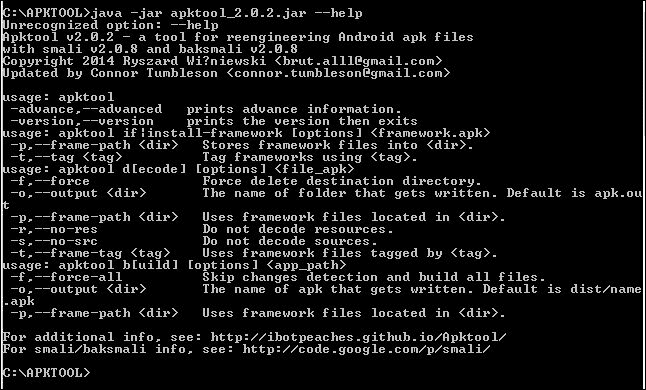 C:\APKTOOL>java -jar apktool_2.0.2.jar --help
Unrecognized option: --help
Apktool v2.0.2 - a tool for reengineering Android apk files
with smali v2.0.8 and baksmali v2.0.8
Copyright 2014 Ryszard Wi?niewski <brut.alll@gmail.com>
Updated by Connor Tumbleson <connor.tumbleson@gmail.com>
usage: apktool
 -advance,--advanced   prints advance information.
 -version,--version    prints the version then exits
usage: apktool if|install-framework [options] <framework.apk>
 -p,--frame-path <dir>   Stores framework files into <dir>.
 -t,--tag <tag>          Tag frameworks using <tag>.
usage: apktool d[ecode] [options] <file_apk>
 -f,--force              Force delete destination directory.
 -o,--output <dir>       The name of folder that gets written. Default is apk.ou
t
 -p,--frame-path <dir>   Uses framework files located in <dir>.
 -r,--no-res             Do not decode resources.
 -s,--no-src             Do not decode sources.
 -t,--frame-tag <tag>    Uses framework files tagged by <tag>.
usage: apktool b[uild] [options] <app_path>
 -f,--force-all          Skip changes detection and build all files.
 -o,--output <dir>       The name of apk that gets written. Default is dist/name
.apk
 -p,--frame-path <dir>   Uses framework files located in <dir>.
For additional info, see: http://ibotpeaches.github.io/Apktool/
For smali/baksmali info, see: http://code.google.com/p/smali/
C:\APKTOOL>